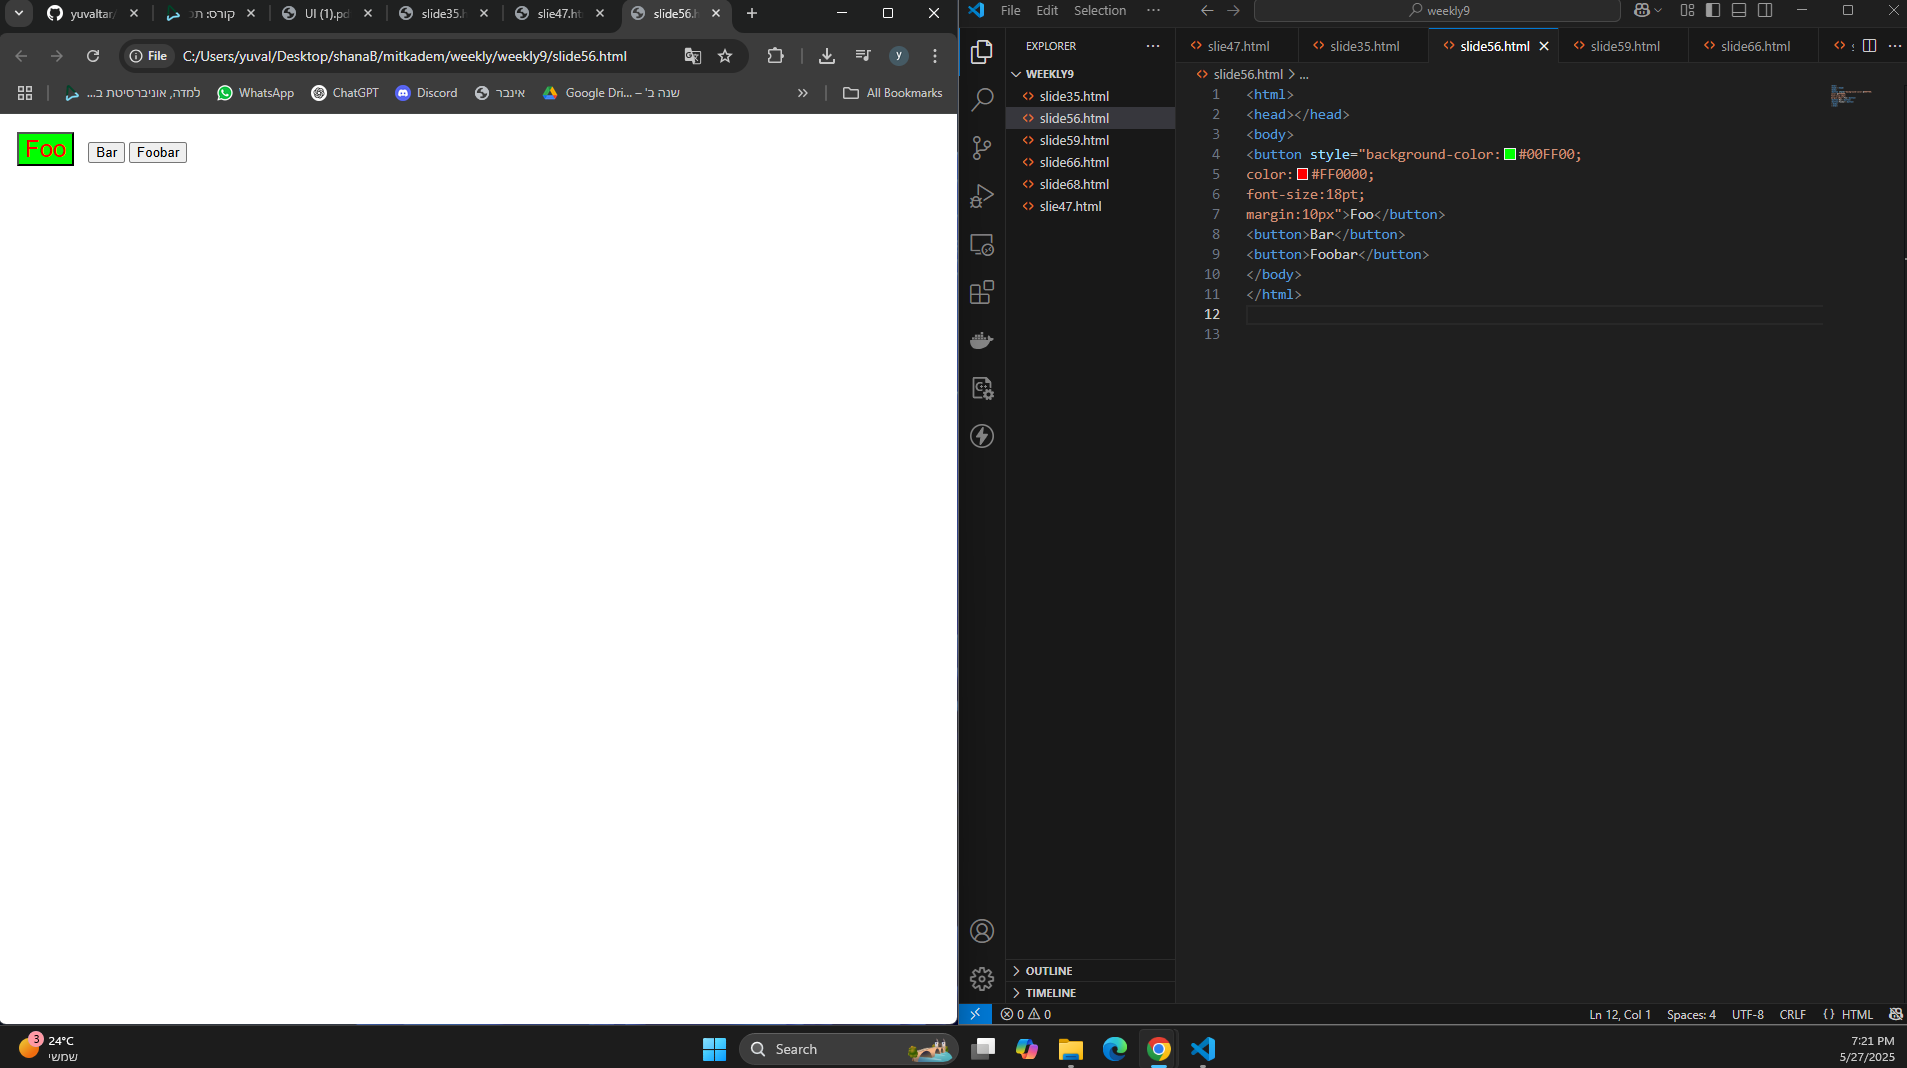 yuvaltar/
קורס: תכ
UI (1).pd
slide35.h
slie47.ht
slide56.h
File
C:/Users/yuval/Desktop/shanaB/mitkadem/weekly/weekly9/slide56.html
y
למדה, אוניברסיטת ב...
WhatsApp
ChatGPT
Discord
אינבר
Google Dri... – שנה ב'
All Bookmarks
Foo
Bar
Foobar
File
Edit
Selection
weekly9
EXPLORER
WEEKLY9
slide35.html
slide56.html
slide59.html
slide66.html
slide68.html
slie47.html
OUTLINE
TIMELINE
slie47.html
slide35.html
slide56.html
slide59.html
slide66.html
slide56.html > ...
1 <html>
2 <head></head>
3 <body>
4 <button style="background-color: #00FF00;
5 color: #FF0000;
6 font-size:18pt;
7 margin:10px">Foo</button>
8 <button>Bar</button>
9 <button>Foobar</button>
10 </body>
11 </html>
12
13
0 0
Ln 12, Col 1
Spaces: 4
UTF-8
CRLF
{} HTML
3
24°C
שמשי
Search
7:21 PM
5/27/2025